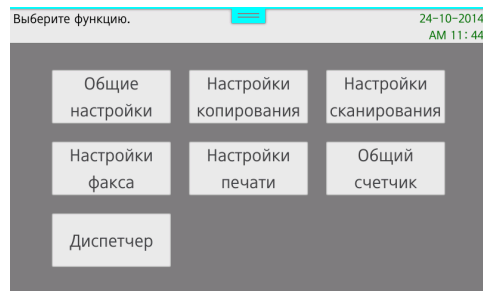 Выберите функцию.
24-10-2014
AM 11:44
Общие
настройки
Настройки
копирования
Настройки
сканирования
Настройки
факса
Настройки
печати
Общий
счетчик
Диспетчер